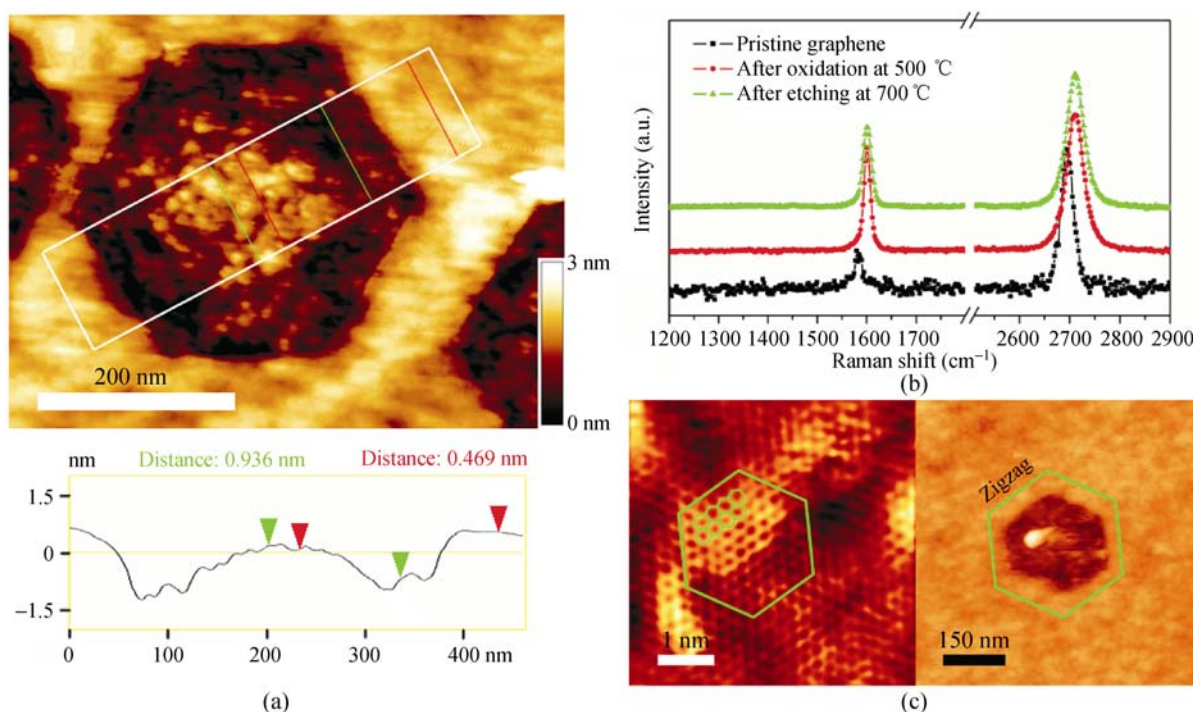 200 nm
3 nm
0 nm
nm Distance: 0.936 nm Distance: 0.469 nm
1.5
0
−1.5
0 100 200 300 400 nm
(a)
Pristine graphene
After oxidation at 500 ℃
After etching at 700 ℃
Intensity (a.u.)
1200 1300 1400 1500 1600 1700 2600 2700 2800 2900
Raman shift (cm⁻¹)
(b)
Zigzag
1 nm
150 nm
(c)